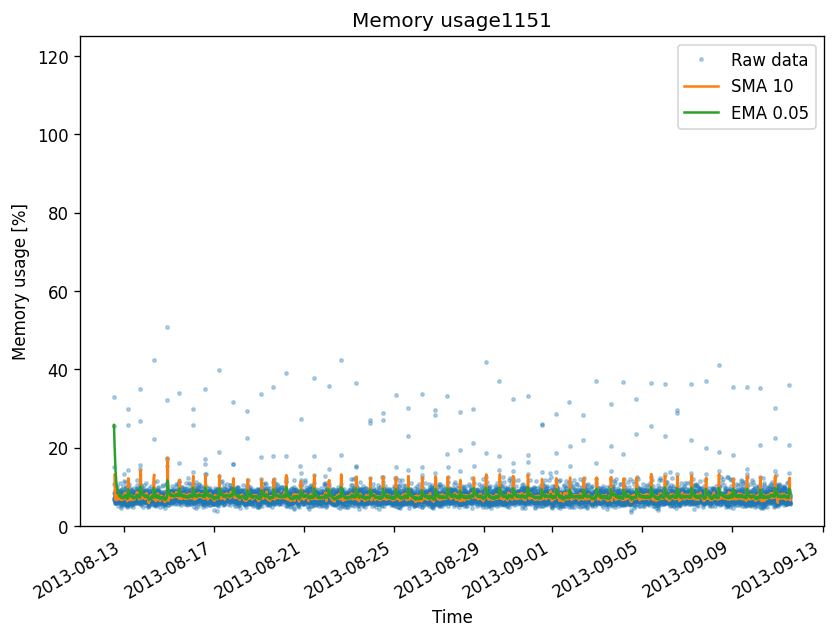 Memory usage1151
Raw data
SMA 10
EMA 0.05
Memory usage [%]
120
100
80
60
40
20
0
2013-08-13
2013-08-17
2013-08-21
2013-08-25
2013-08-29
2013-09-01
2013-09-05
2013-09-09
2013-09-13
Time